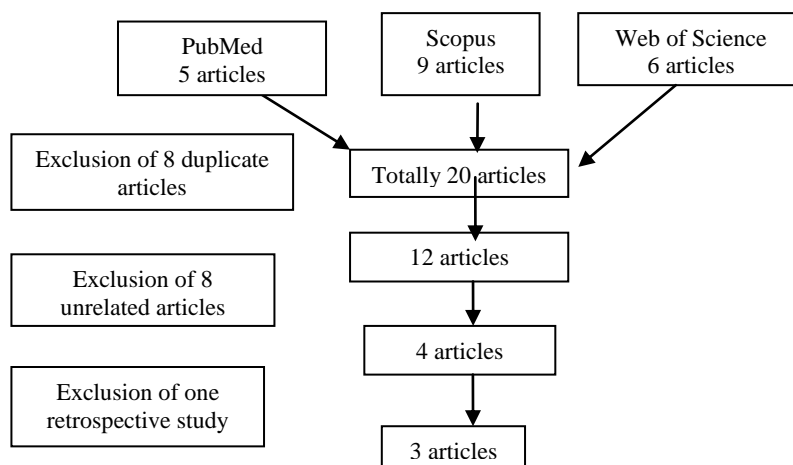 PubMed
5 articles
Scopus
9 articles
Web of Science
6 articles
Exclusion of 8 duplicate
articles
Totally 20 articles
12 articles
Exclusion of 8
unrelated articles
4 articles
Exclusion of one
retrospective study
3 articles